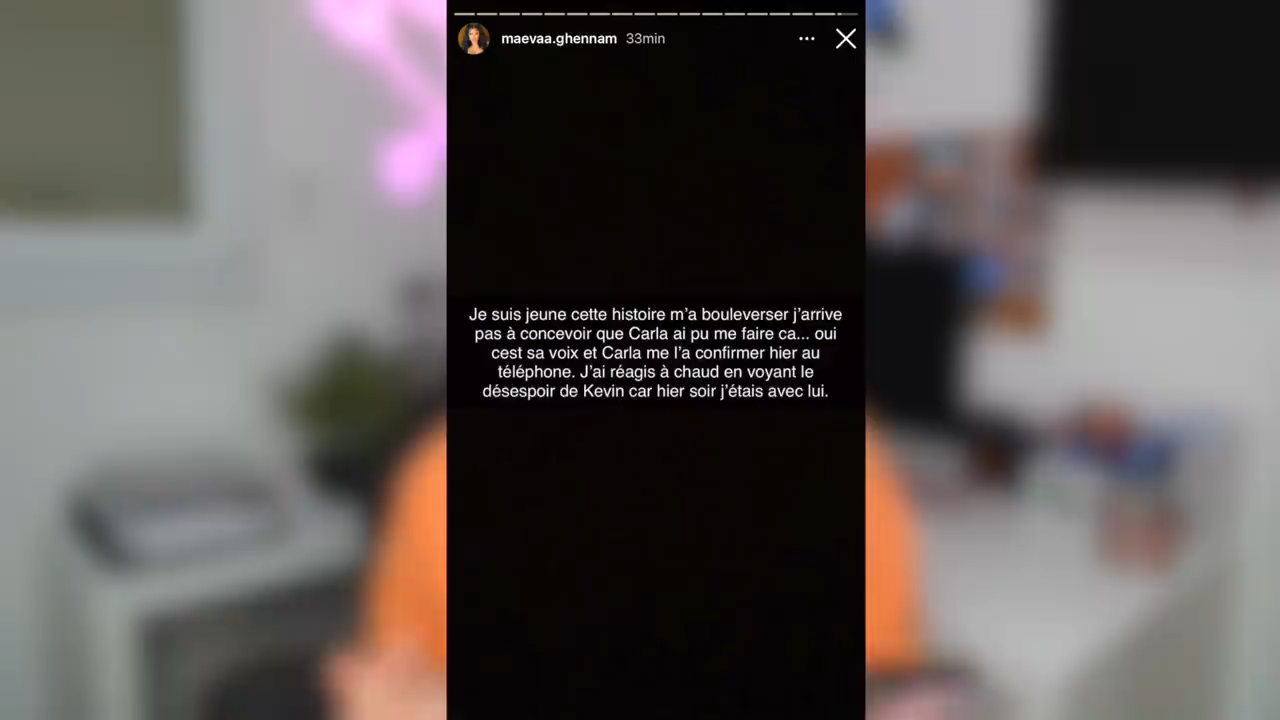 maevaa.ghennam 33min
Je suis jeune cette histoire m'a bouleverser j'arrive
pas à concevoir que Carla ai pu me faire ca... oui
cest sa voix et Carla me l'a confirmer hier au
téléphone. J'ai réagis à chaud en voyant le
désespoir de Kevin car hier soir j'étais avec lui.